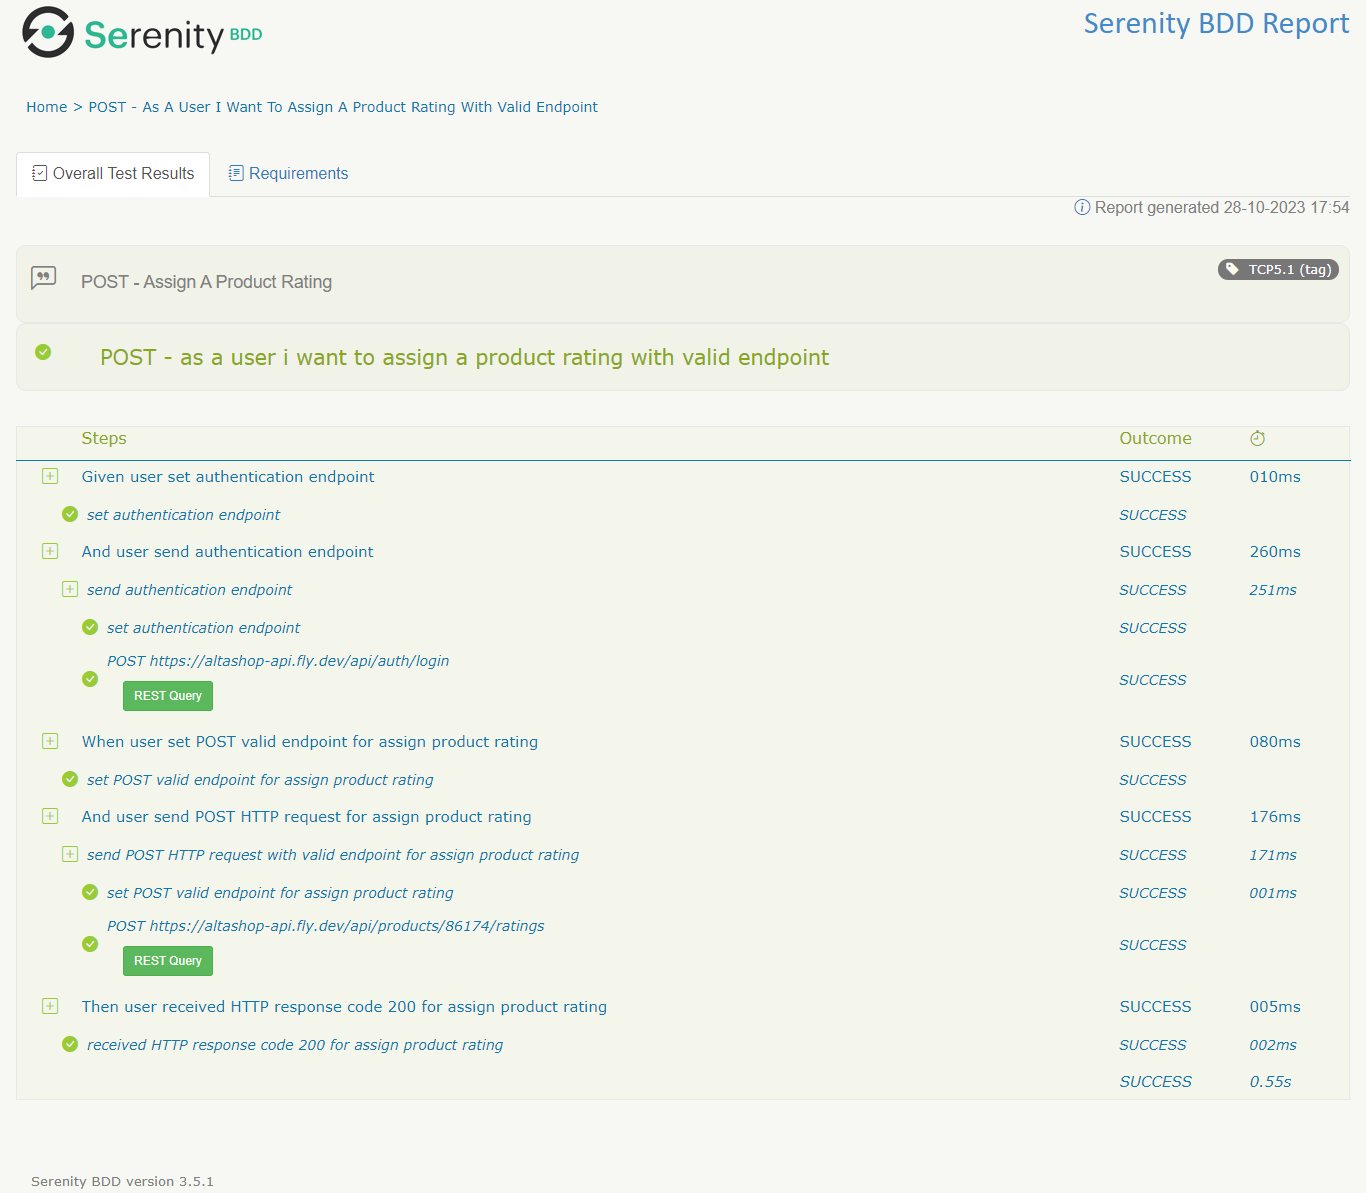 Serenity BDD
Serenity BDD Report
Home > POST - As A User I Want To Assign A Product Rating With Valid Endpoint
Overall Test Results Requirements
Report generated 28-10-2023 17:54
POST - Assign A Product Rating
TCP5.1 (tag)
POST - as a user i want to assign a product rating with valid endpoint
Steps Outcome
Given user set authentication endpoint SUCCESS 010ms
set authentication endpoint SUCCESS
And user send authentication endpoint SUCCESS 260ms
send authentication endpoint SUCCESS 251ms
set authentication endpoint SUCCESS
POST https://altashop-api.fly.dev/api/auth/login
SUCCESS
REST Query
When user set POST valid endpoint for assign product rating SUCCESS 080ms
set POST valid endpoint for assign product rating SUCCESS
And user send POST HTTP request for assign product rating SUCCESS 176ms
send POST HTTP request with valid endpoint for assign product rating SUCCESS 171ms
set POST valid endpoint for assign product rating SUCCESS 001ms
POST https://altashop-api.fly.dev/api/products/86174/ratings
SUCCESS
REST Query
Then user received HTTP response code 200 for assign product rating SUCCESS 005ms
received HTTP response code 200 for assign product rating SUCCESS 002ms
SUCCESS 0.55s
Serenity BDD version 3.5.1